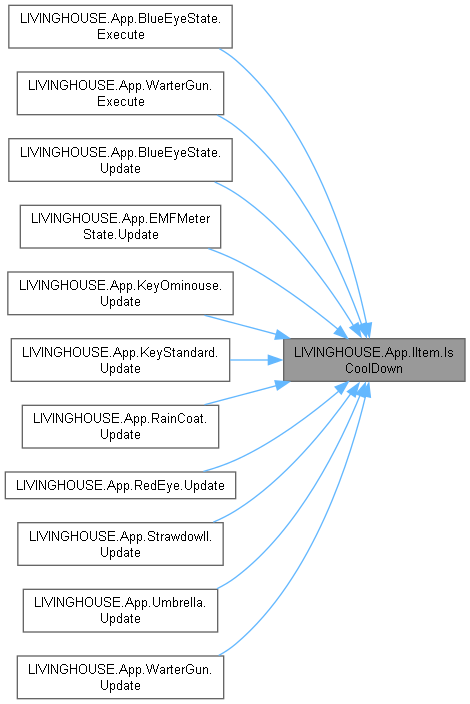 LIVINGHOUSE.App.BlueEyeState.
Execute
LIVINGHOUSE.App.WarterGun.
Execute
LIVINGHOUSE.App.BlueEyeState.
Update
LIVINGHOUSE.App.EMFMeter
State.Update
LIVINGHOUSE.App.KeyOminouse.
Update
LIVINGHOUSE.App.KeyStandard.
Update
LIVINGHOUSE.App.IItem.Is
CoolDown
LIVINGHOUSE.App.RainCoat.
Update
LIVINGHOUSE.App.RedEye.Update
LIVINGHOUSE.App.Strawdowll.
Update
LIVINGHOUSE.App.Umbrella.
Update
LIVINGHOUSE.App.WarterGun.
Update